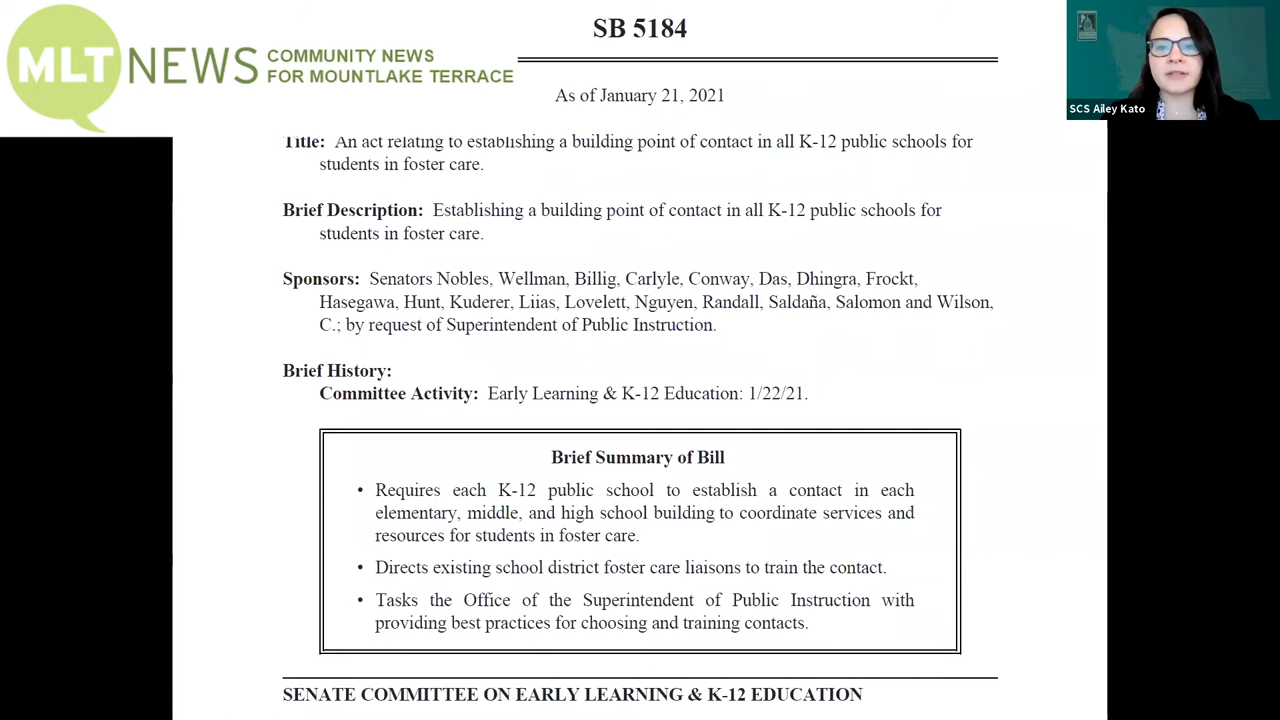 MLT NEWS COMMUNITY NEWS
FOR MOUNTLAKE TERRACE
SB 5184
As of January 21, 2021
SCS Ailey Kato
Title: An act relating to establishing a building point of contact in all K-12 public schools for
students in foster care.
Brief Description: Establishing a building point of contact in all K-12 public schools for
students in foster care.
Sponsors: Senators Nobles, Wellman, Billig, Carlyle, Conway, Das, Dhingra, Frockt,
Hasegawa, Hunt, Kuderer, Liias, Lovelett, Nguyen, Randall, Saldaña, Salomon and Wilson,
C.; by request of Superintendent of Public Instruction.
Brief History:
Committee Activity: Early Learning & K-12 Education: 1/22/21.
Brief Summary of Bill
• Requires each K-12 public school to establish a contact in each
elementary, middle, and high school building to coordinate services and
resources for students in foster care.
• Directs existing school district foster care liaisons to train the contact.
• Tasks the Office of the Superintendent of Public Instruction with
providing best practices for choosing and training contacts.
SENATE COMMITTEE ON EARLY LEARNING & K-12 EDUCATION